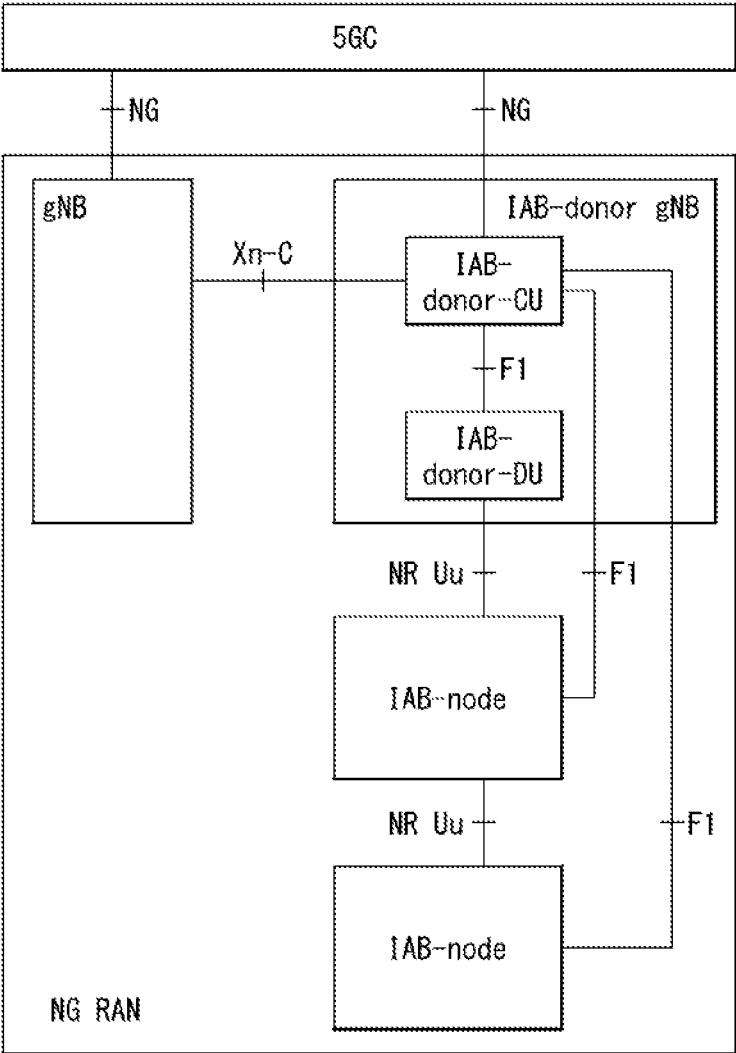 5GC
NG
NG
gNB
IAB-donor gNB
Xn-C
IAB-
donor-CU
F1
IAB-
donor-DU
NR Uu
F1
IAB-node
NR Uu
F1
IAB-node
NG RAN